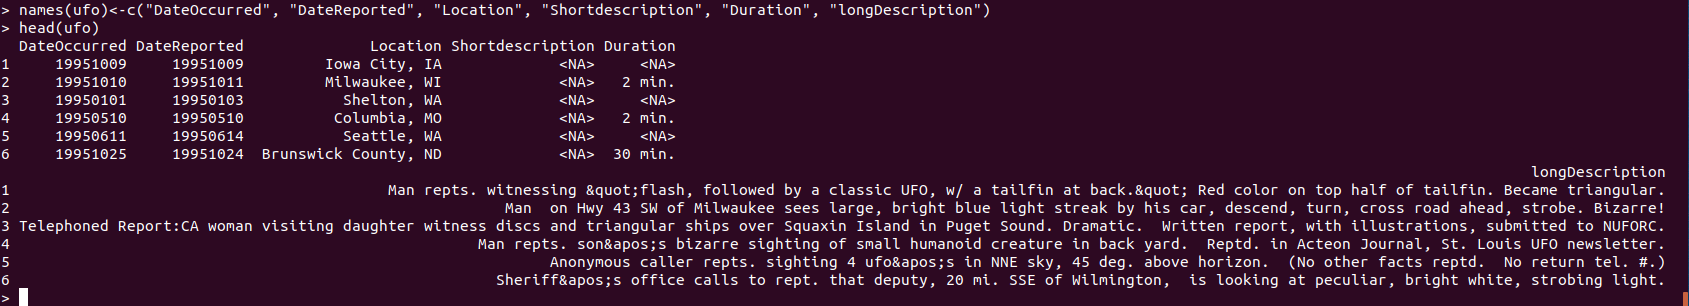 > names(ufo)<-c("DateOccurred", "DateReported", "Location", "Shortdescription", "Duration", "longDescription")
> head(ufo)
  DateOccurred DateReported              Location Shortdescription Duration
1     19951009     19951009         Iowa City, IA             <NA>     <NA>
2     19951010     19951011         Milwaukee, WI             <NA>   2 min.
3     19950101     19950103           Shelton, WA             <NA>     <NA>
4     19950510     19950510          Columbia, MO             <NA>   2 min.
5     19950611     19950614           Seattle, WA             <NA>     <NA>
6     19951025     19951024  Brunswick County, ND             <NA>  30 min.
longDescription
1 Man repts. witnessing &quot;flash, followed by a classic UFO, w/ a tailfin at back.&quot; Red color on top half of tailfin. Became triangular.
2 Man  on Hwy 43 SW of Milwaukee sees large, bright blue light streak by his car, descend, turn, cross road ahead, strobe. Bizarre!
3 Telephoned Report:CA woman visiting daughter witness discs and triangular ships over Squaxin Island in Puget Sound. Dramatic.  Written report, with illustrations, submitted to NUFORC.
4 Man repts. son&apos;s bizarre sighting of small humanoid creature in back yard.  Reptd. in Acteon Journal, St. Louis UFO newsletter.
5 Anonymous caller repts. sighting 4 ufo&apos;s in NNE sky, 45 deg. above horizon.  (No other facts reptd.  No return tel. #.)
6 Sheriff&apos;s office calls to rept. that deputy, 20 mi. SSE of Wilmington,  is looking at peculiar, bright white, strobing light.
>